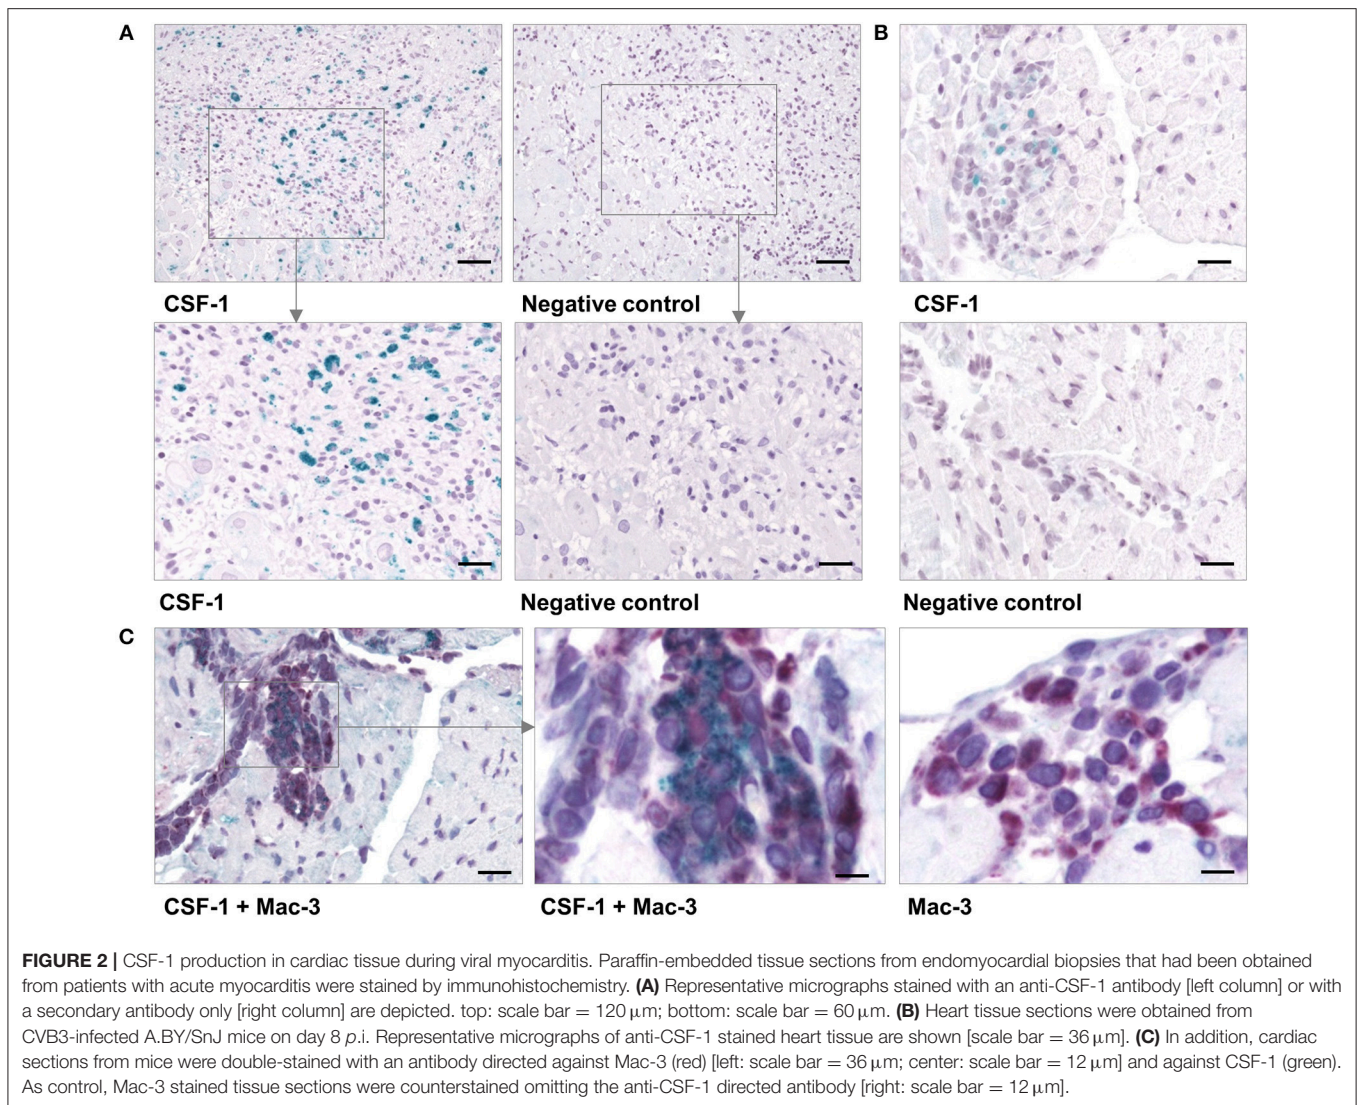 A
B
CSF-1
Negative control
CSF-1
CSF-1
Negative control
Negative control
C
CSF-1 + Mac-3
CSF-1 + Mac-3
Mac-3
FIGURE 2 | CSF-1 production in cardiac tissue during viral myocarditis. Paraffin-embedded tissue sections from endomyocardial biopsies that had been obtained
from patients with acute myocarditis were stained by immunohistochemistry. (A) Representative micrographs stained with an anti-CSF-1 antibody [left column] or with
a secondary antibody only [right column] are depicted. top: scale bar = 120 µm; bottom: scale bar = 60 µm. (B) Heart tissue sections were obtained from
CVB3-infected A.BY/SnJ mice on day 8 p.i. Representative micrographs of anti-CSF-1 stained heart tissue are shown [scale bar = 36 µm]. (C) In addition, cardiac
sections from mice were double-stained with an antibody directed against Mac-3 (red) [left: scale bar = 36 µm; center: scale bar = 12 µm] and against CSF-1 (green).
As control, Mac-3 stained tissue sections were counterstained omitting the anti-CSF-1 directed antibody [right: scale bar = 12 µm].